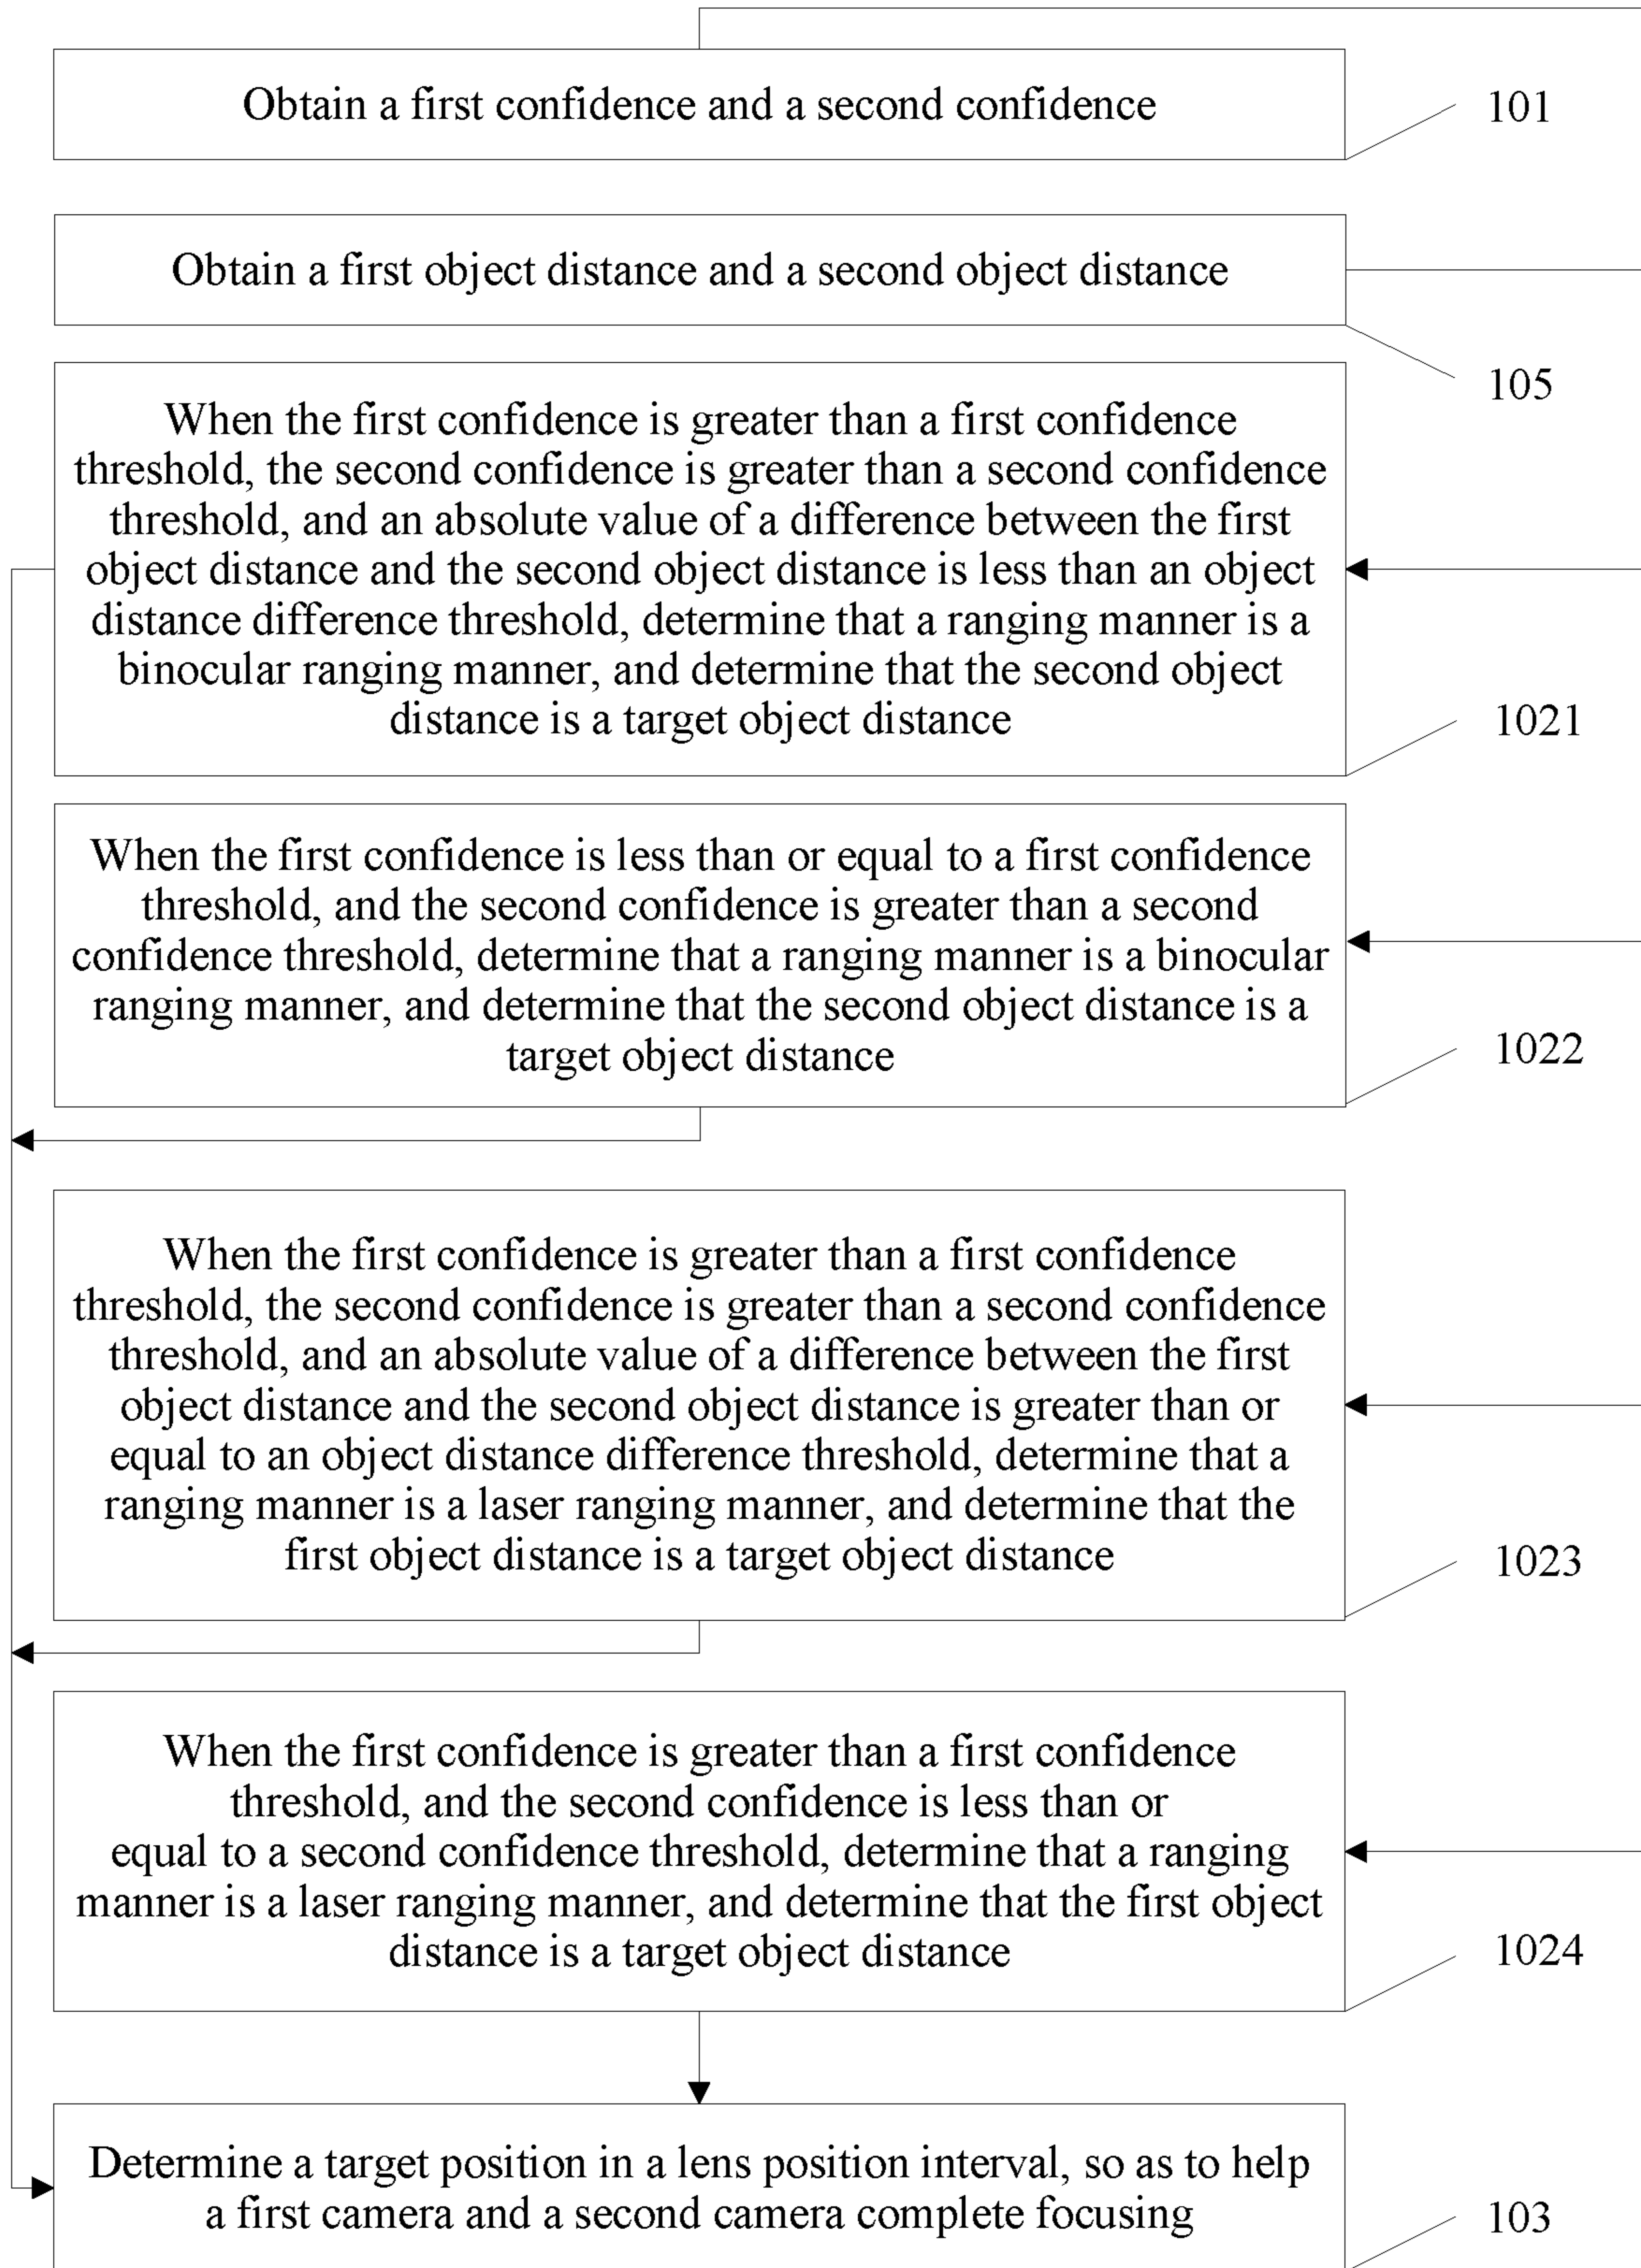 Obtain a first confidence and a second confidence
101
Obtain a first object distance and a second object distance
105
When the first confidence is greater than a first confidence
threshold, the second confidence is greater than a second confidence
threshold, and an absolute value of a difference between the first
object distance and the second object distance is less than an object
distance difference threshold, determine that a ranging manner is a
binocular ranging manner, and determine that the second object
distance is a target object distance
1021
When the first confidence is less than or equal to a first confidence
threshold, and the second confidence is greater than a second
confidence threshold, determine that a ranging manner is a binocular
ranging manner, and determine that the second object distance is a
target object distance
1022
When the first confidence is greater than a first confidence
threshold, the second confidence is greater than a second confidence
threshold, and an absolute value of a difference between the first
object distance and the second object distance is greater than or
equal to an object distance difference threshold, determine that a
ranging manner is a laser ranging manner, and determine that the
first object distance is a target object distance
1023
When the first confidence is greater than a first confidence
threshold, and the second confidence is less than or
equal to a second confidence threshold, determine that a ranging
manner is a laser ranging manner, and determine that the first object
distance is a target object distance
1024
Determine a target position in a lens position interval, so as to help
a first camera and a second camera complete focusing
103